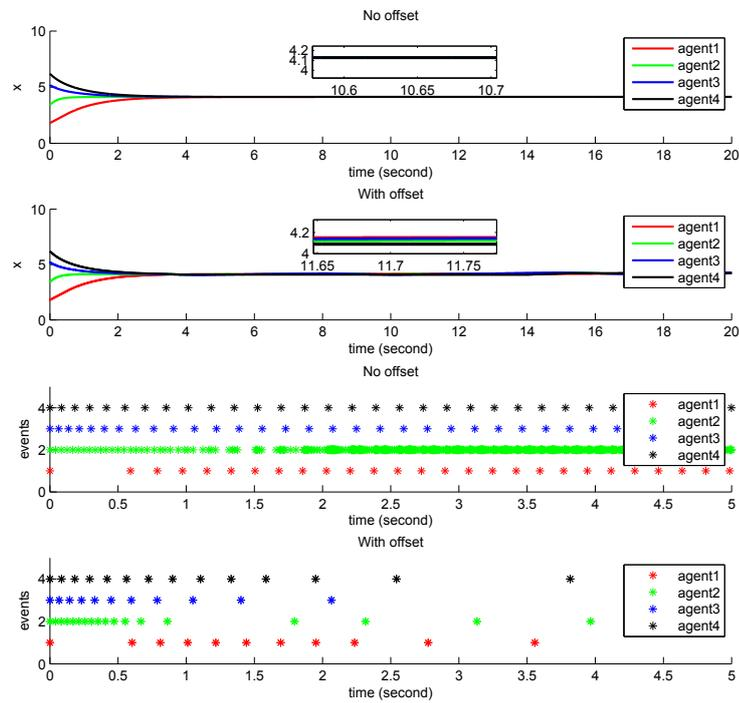 No offset
10
5
0
x
4.2
4.1
4
10.6 10.65 10.7
agent1
agent2
agent3
agent4
0 2 4 6 8 10 12 14 16 18 20
time (second)
With offset
10
5
0
x
4.2
4
11.65 11.7 11.75
agent1
agent2
agent3
agent4
0 2 4 6 8 10 12 14 16 18 20
time (second)
No offset
4
2
0
events
agent1
agent2
agent3
agent4
0 0.5 1 1.5 2 2.5 3 3.5 4 4.5 5
time (second)
With offset
4
2
0
events
agent1
agent2
agent3
agent4
0 0.5 1 1.5 2 2.5 3 3.5 4 4.5 5
time (second)